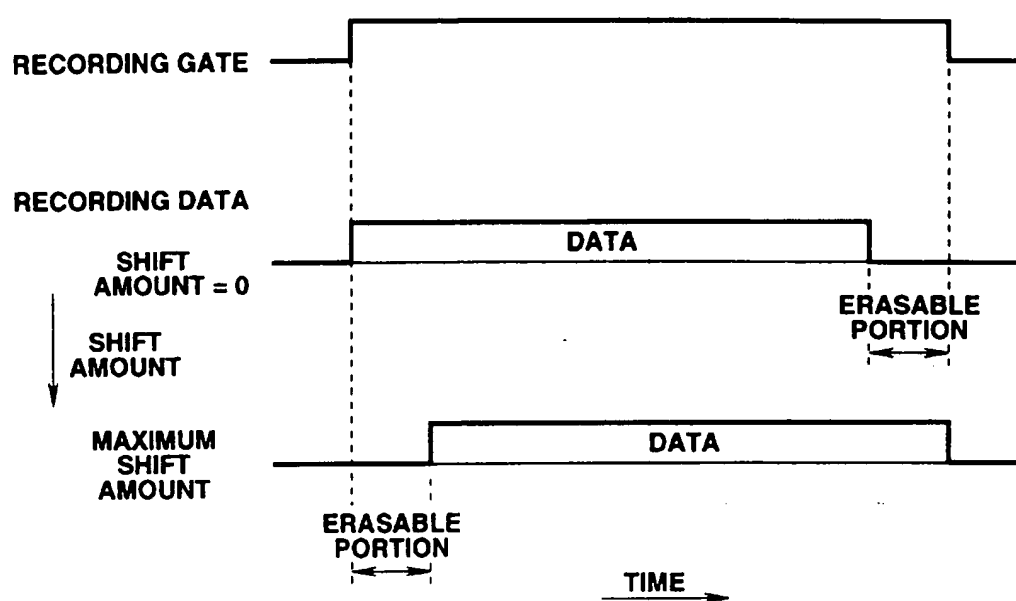 RECORDING GATE
RECORDING DATA
DATA
SHIFT
AMOUNT = 0
ERASABLE
PORTION
SHIFT
AMOUNT
MAXIMUM
SHIFT
AMOUNT
DATA
ERASABLE
PORTION
TIME